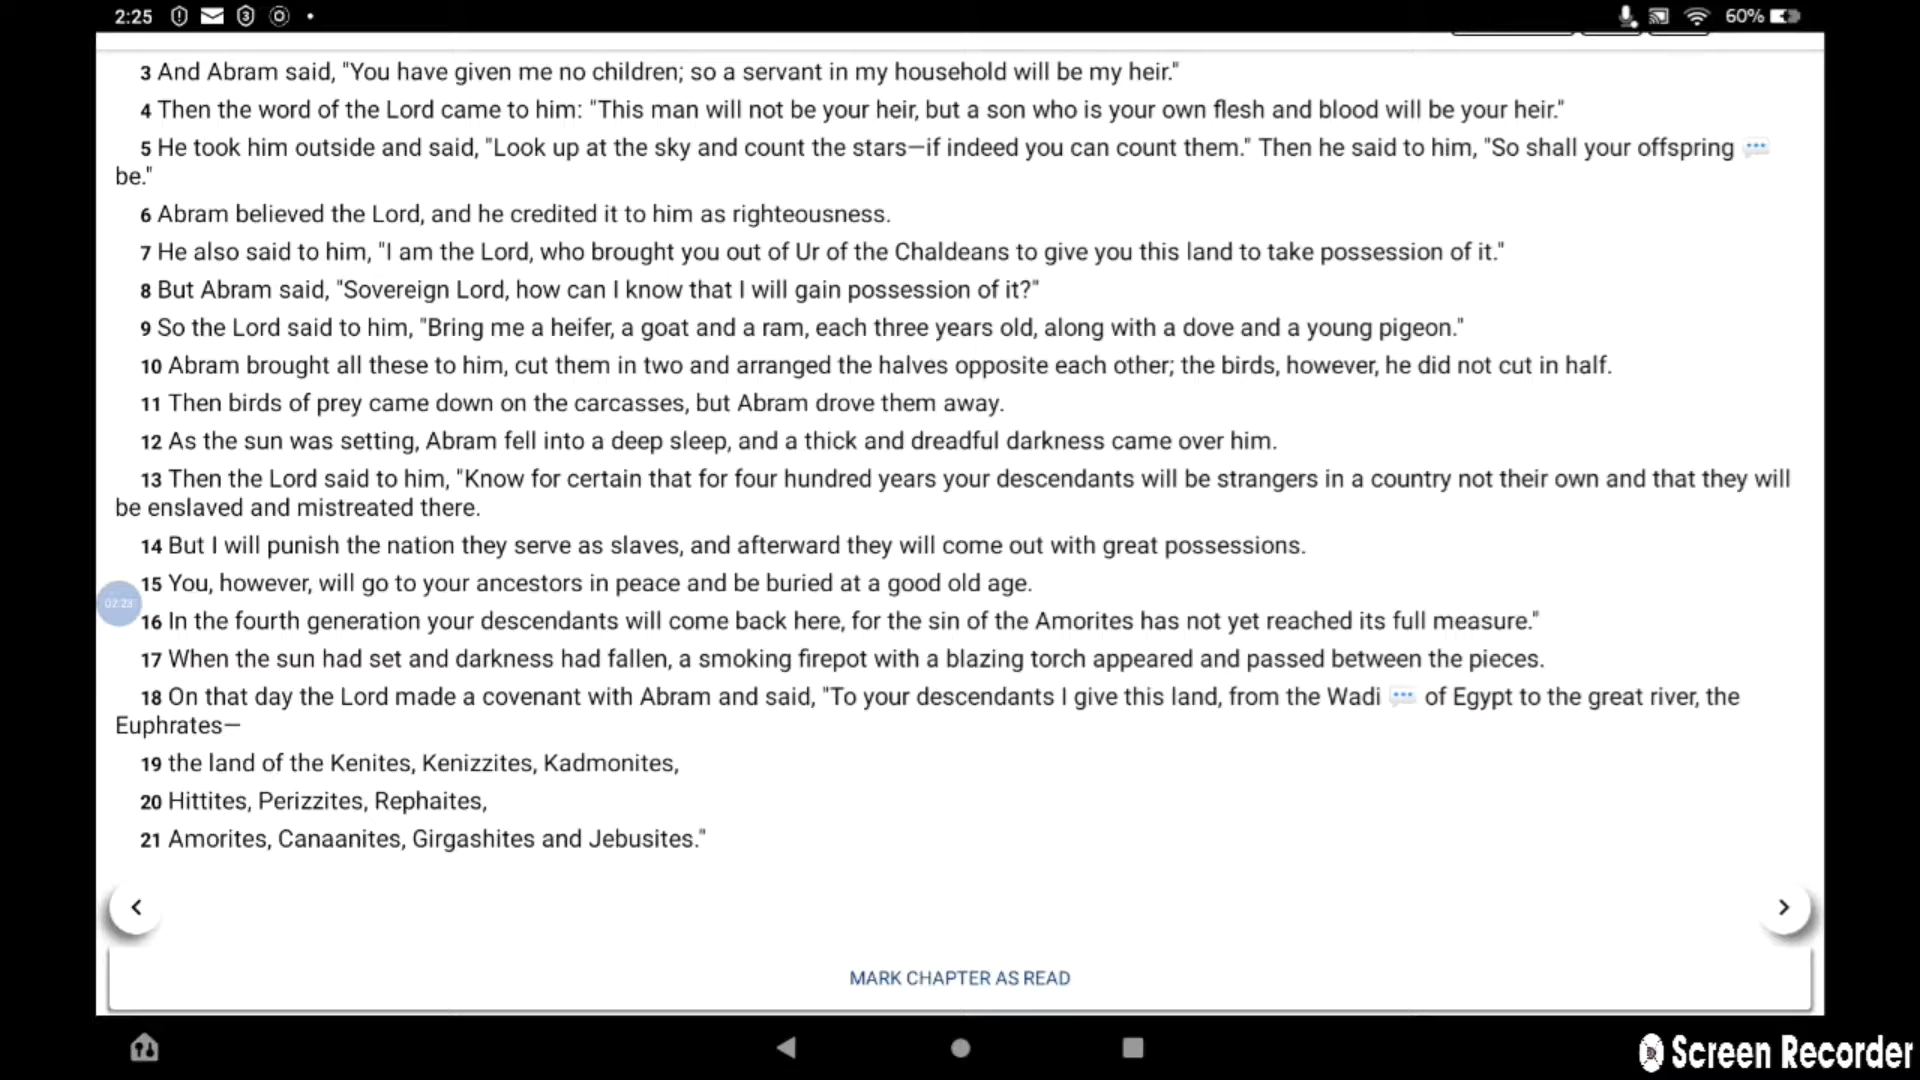 2:25
60%
3 And Abram said, "You have given me no children; so a servant in my household will be my heir."
4 Then the word of the Lord came to him: "This man will not be your heir, but a son who is your own flesh and blood will be your heir."
5 He took him outside and said, "Look up at the sky and count the stars—if indeed you can count them." Then he said to him, "So shall your offspring
be."
6 Abram believed the Lord, and he credited it to him as righteousness.
7 He also said to him, "I am the Lord, who brought you out of Ur of the Chaldeans to give you this land to take possession of it."
8 But Abram said, "Sovereign Lord, how can I know that I will gain possession of it?"
9 So the Lord said to him, "Bring me a heifer, a goat and a ram, each three years old, along with a dove and a young pigeon."
10 Abram brought all these to him, cut them in two and arranged the halves opposite each other; the birds, however, he did not cut in half.
11 Then birds of prey came down on the carcasses, but Abram drove them away.
12 As the sun was setting, Abram fell into a deep sleep, and a thick and dreadful darkness came over him.
13 Then the Lord said to him, "Know for certain that for four hundred years your descendants will be strangers in a country not their own and that they will
be enslaved and mistreated there.
14 But I will punish the nation they serve as slaves, and afterward they will come out with great possessions.
15 You, however, will go to your ancestors in peace and be buried at a good old age.
02:23
16 In the fourth generation your descendants will come back here, for the sin of the Amorites has not yet reached its full measure."
17 When the sun had set and darkness had fallen, a smoking firepot with a blazing torch appeared and passed between the pieces.
18 On that day the Lord made a covenant with Abram and said, "To your descendants I give this land, from the Wadi of Egypt to the great river, the
Euphrates—
19 the land of the Kenites, Kenizzites, Kadmonites,
20 Hittites, Perizzites, Rephaites,
21 Amorites, Canaanites, Girgashites and Jebusites."
MARK CHAPTER AS READ
Screen Recorder